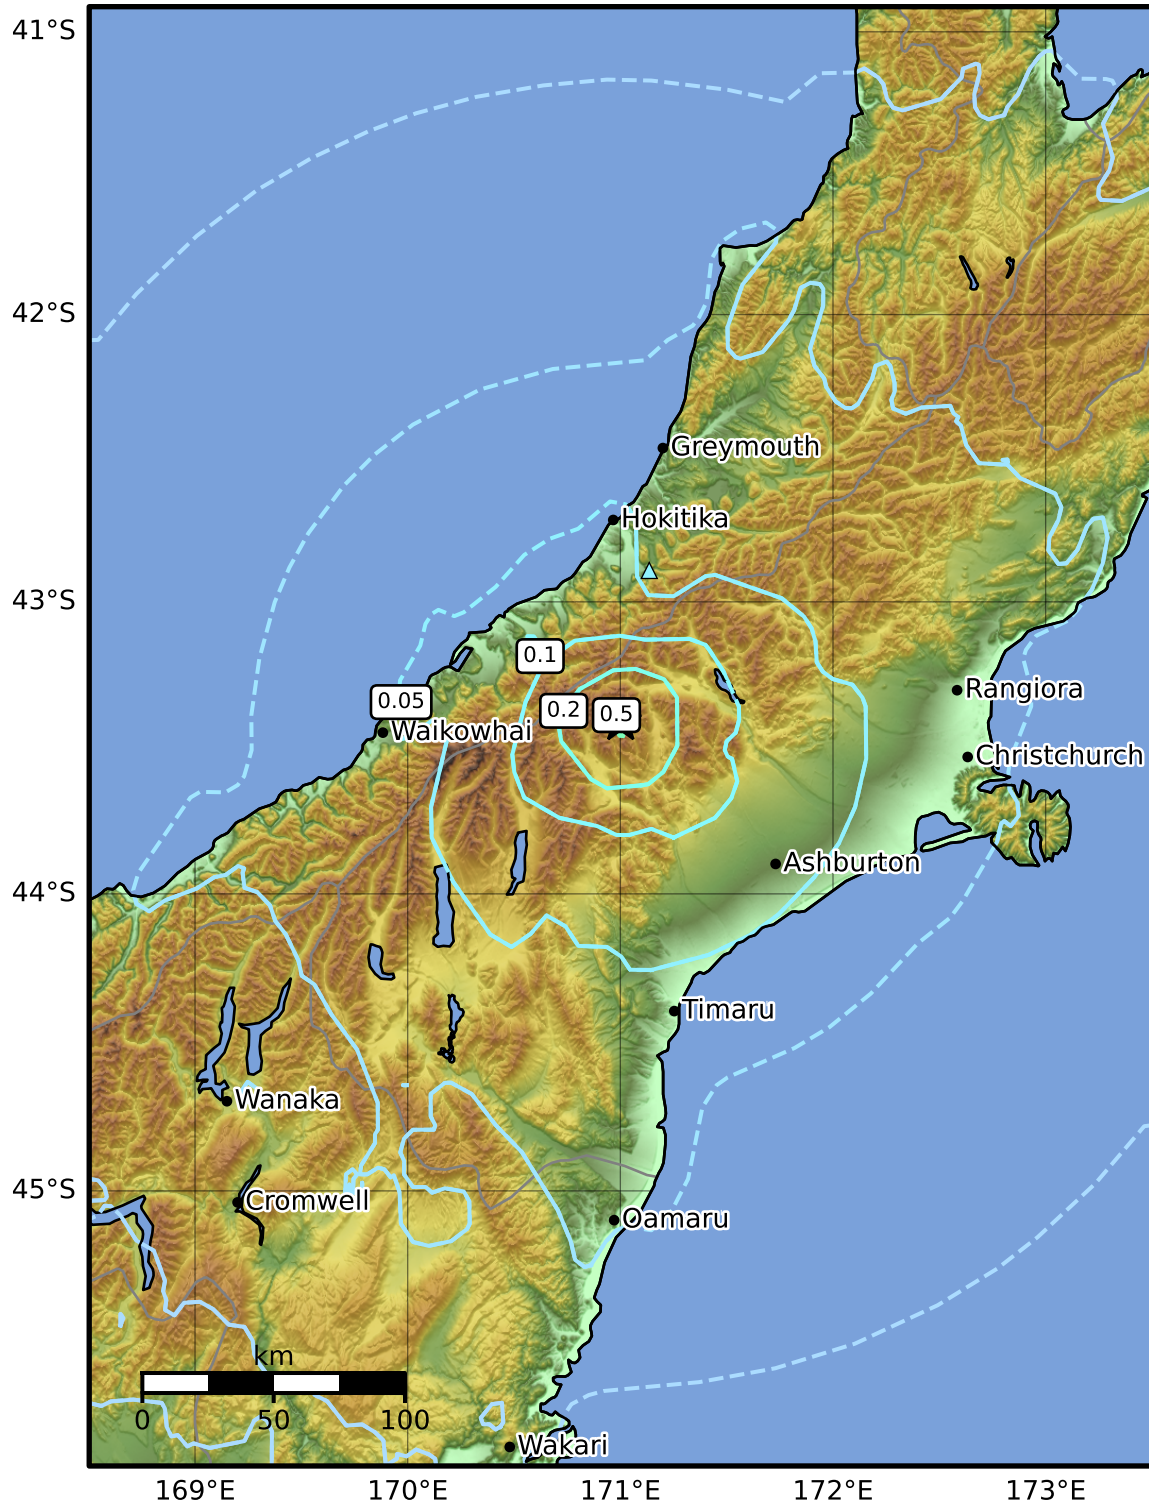 41°S
42°S
Greymouth
Hokitika
43°S
0.1
Rangiora
0.05
0.2
0.5
Waikowhai
Christchurch
Ashburton
44°S
Timaru
Wanaka
45°S
Cromwell
Oamaru
km
0 50 100
Wakari
169°E 170°E 171°E 172°E 173°E